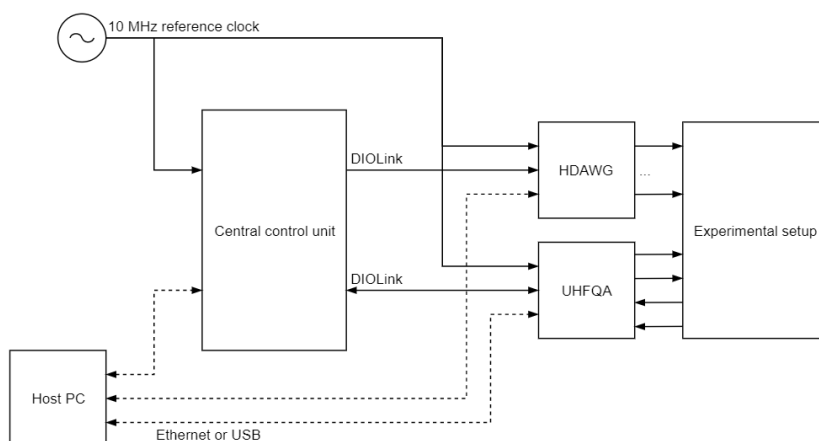 10 MHz reference clock
DIOLink
HDAWG
...
Central control unit
Experimental setup
DIOLink
UHFQA
Host PC
Ethernet or USB